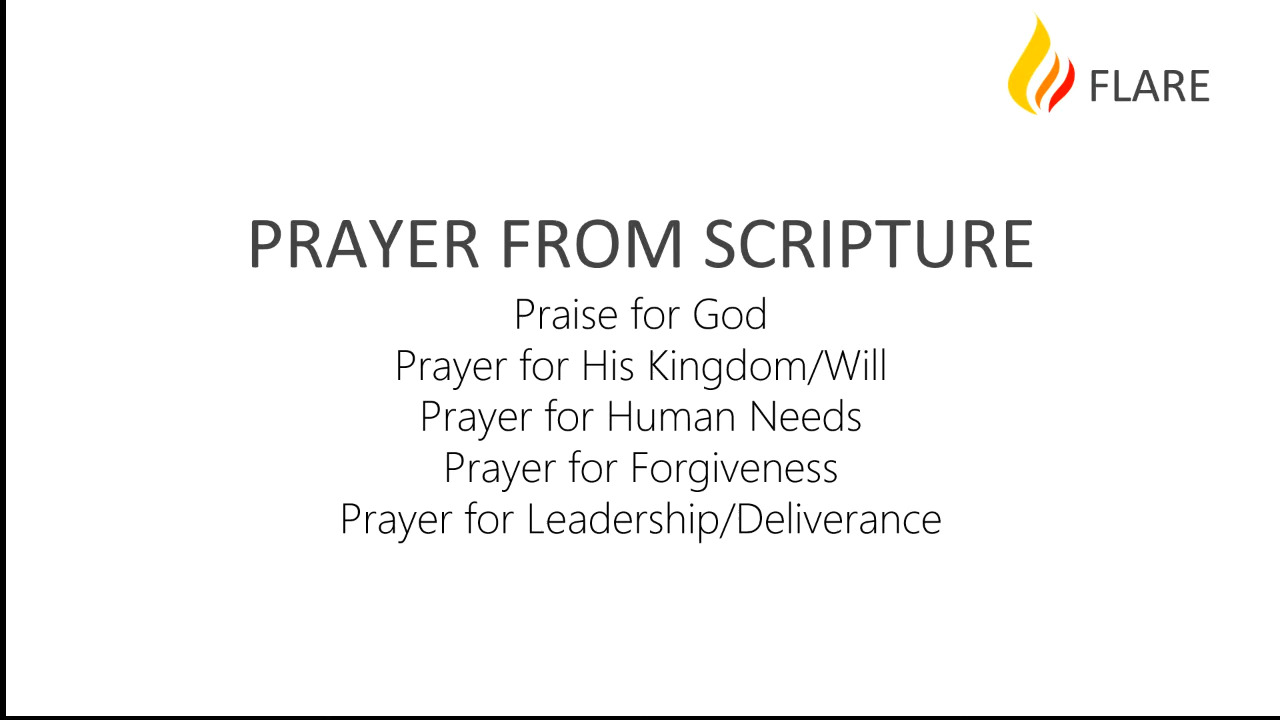 FLARE
PRAYER FROM SCRIPTURE
Praise for God
Prayer for His Kingdom/Will
Prayer for Human Needs
Prayer for Forgiveness
Prayer for Leadership/Deliverance